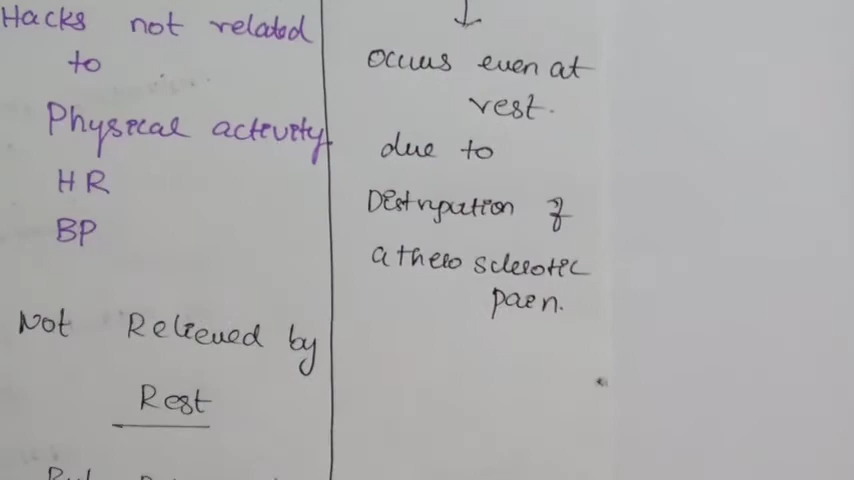 Hacks not related
to
Physical activity
HR
BP
Not Relieved by
Rest
occurs even at
rest.
due to
Distruption of
athero sclerotic
paen.